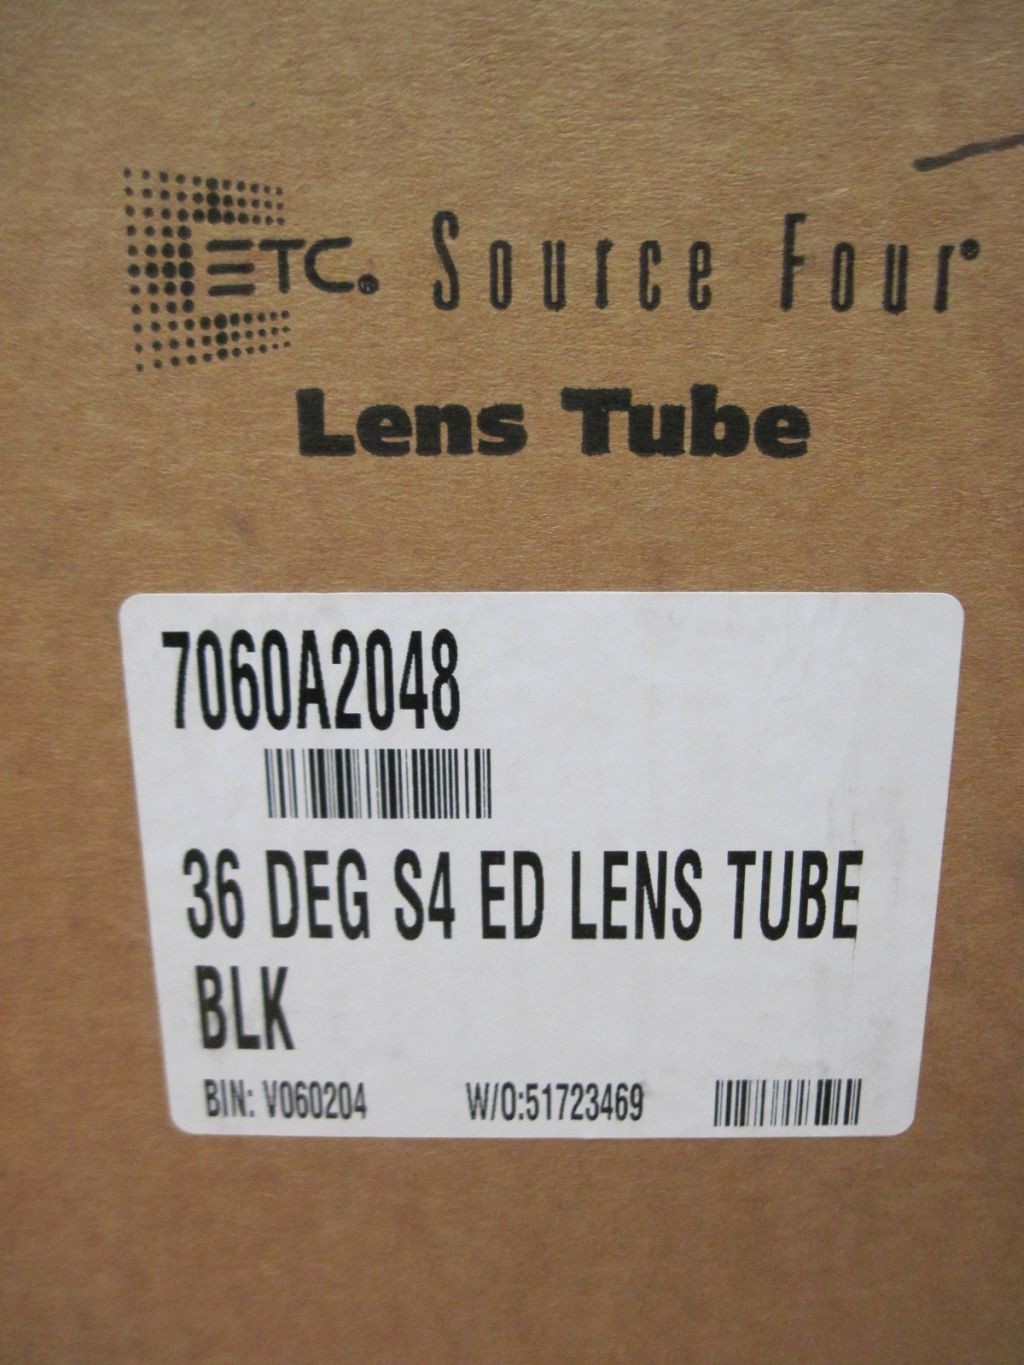 ETC® Source Four®
Lens Tube
7060A2048
36 DEG S4 ED LENS TUBE
BLK
BIN: V060204 W/O:51723469